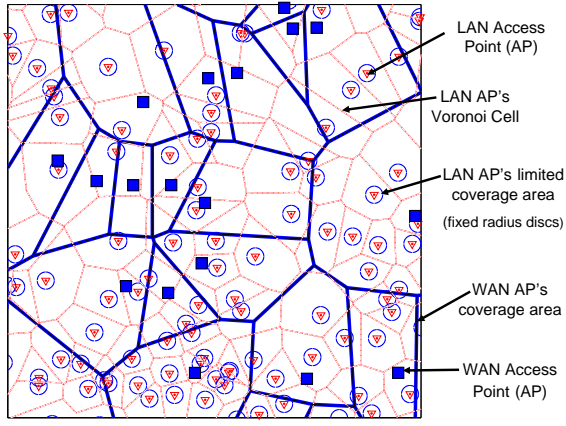 LAN Access
Point (AP)
LAN AP's
Voronoi Cell
LAN AP's limited
coverage area
(fixed radius discs)
WAN AP's
coverage area
WAN Access
Point (AP)